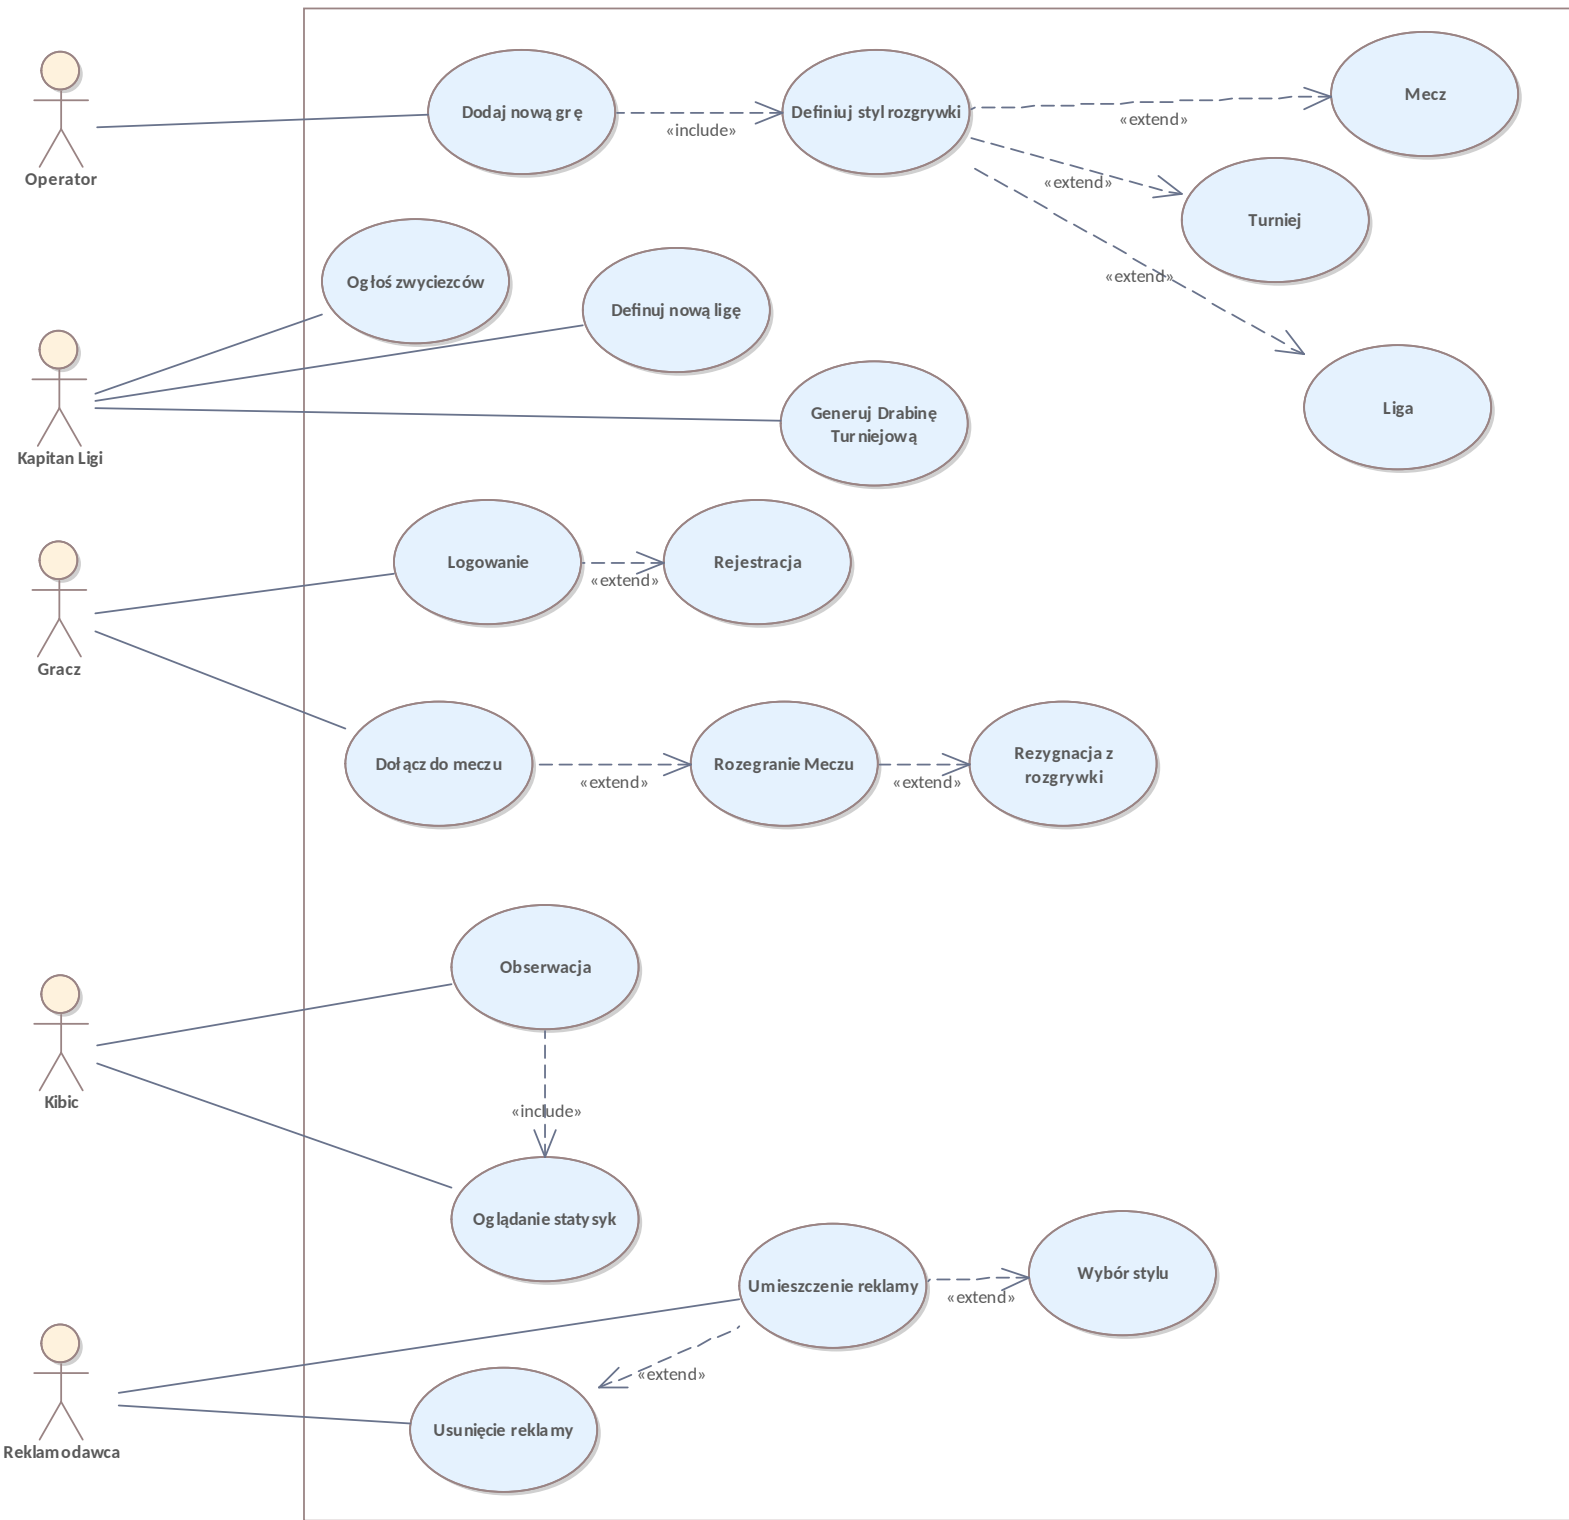 Operator
Dodaj nową grę
«include»
Definiuj styl rozgrywki
«extend»
Mecz
«extend»
Turniej
«extend»
Liga
Kapitan Ligi
Ogłoś zwyciezców
Definuj nową ligę
Generuj Drabinę
Turniejową
Gracz
Logowanie
«extend»
Rejestracja
Dołącz do meczu
«extend»
Rozegranie Meczu
«extend»
Rezygnacja z
rozgrywki
Kibic
Obserwacja
«include»
Oglądanie statysyk
Reklamodawca
Umieszczenie reklamy
«extend»
Wybór stylu
«extend»
Usunięcie reklamy